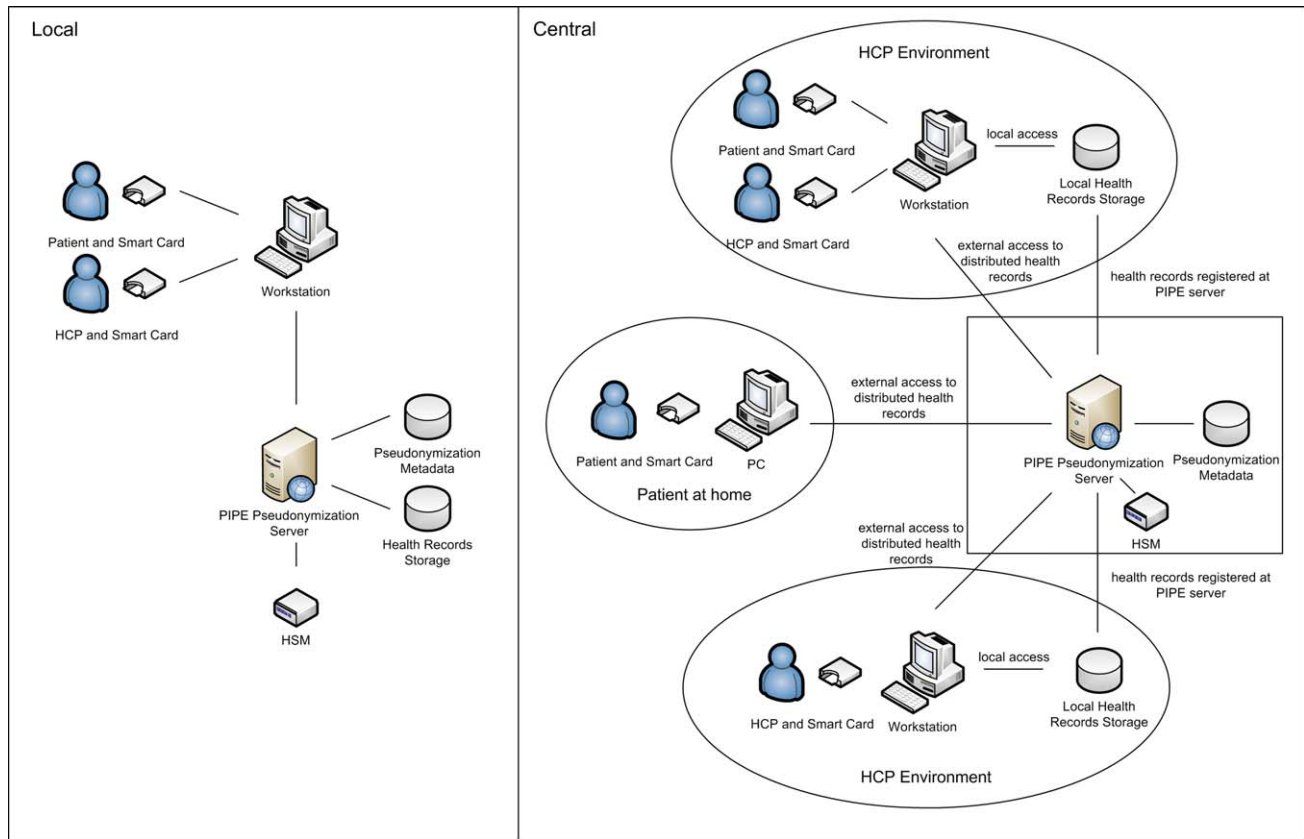 Local
Patient and Smart Card
HCP and Smart Card
Workstation
Pseudonymization
Metadata
PIPE Pseudonymization
Server
Health Records
Storage
HSM
Central
HCP Environment
Patient and Smart Card
HCP and Smart Card
Workstation
local access
Local Health
Records Storage
external access to
distributed health
records
health records registered at
PIPE server
Patient and Smart Card
PC
Patient at home
external access to
distributed health
records
PIPE Pseudonymization
Server
Pseudonymization
Metadata
HSM
external access to
distributed health
records
health records registered at
PIPE server
HCP and Smart Card
Workstation
local access
Local Health
Records Storage
HCP Environment